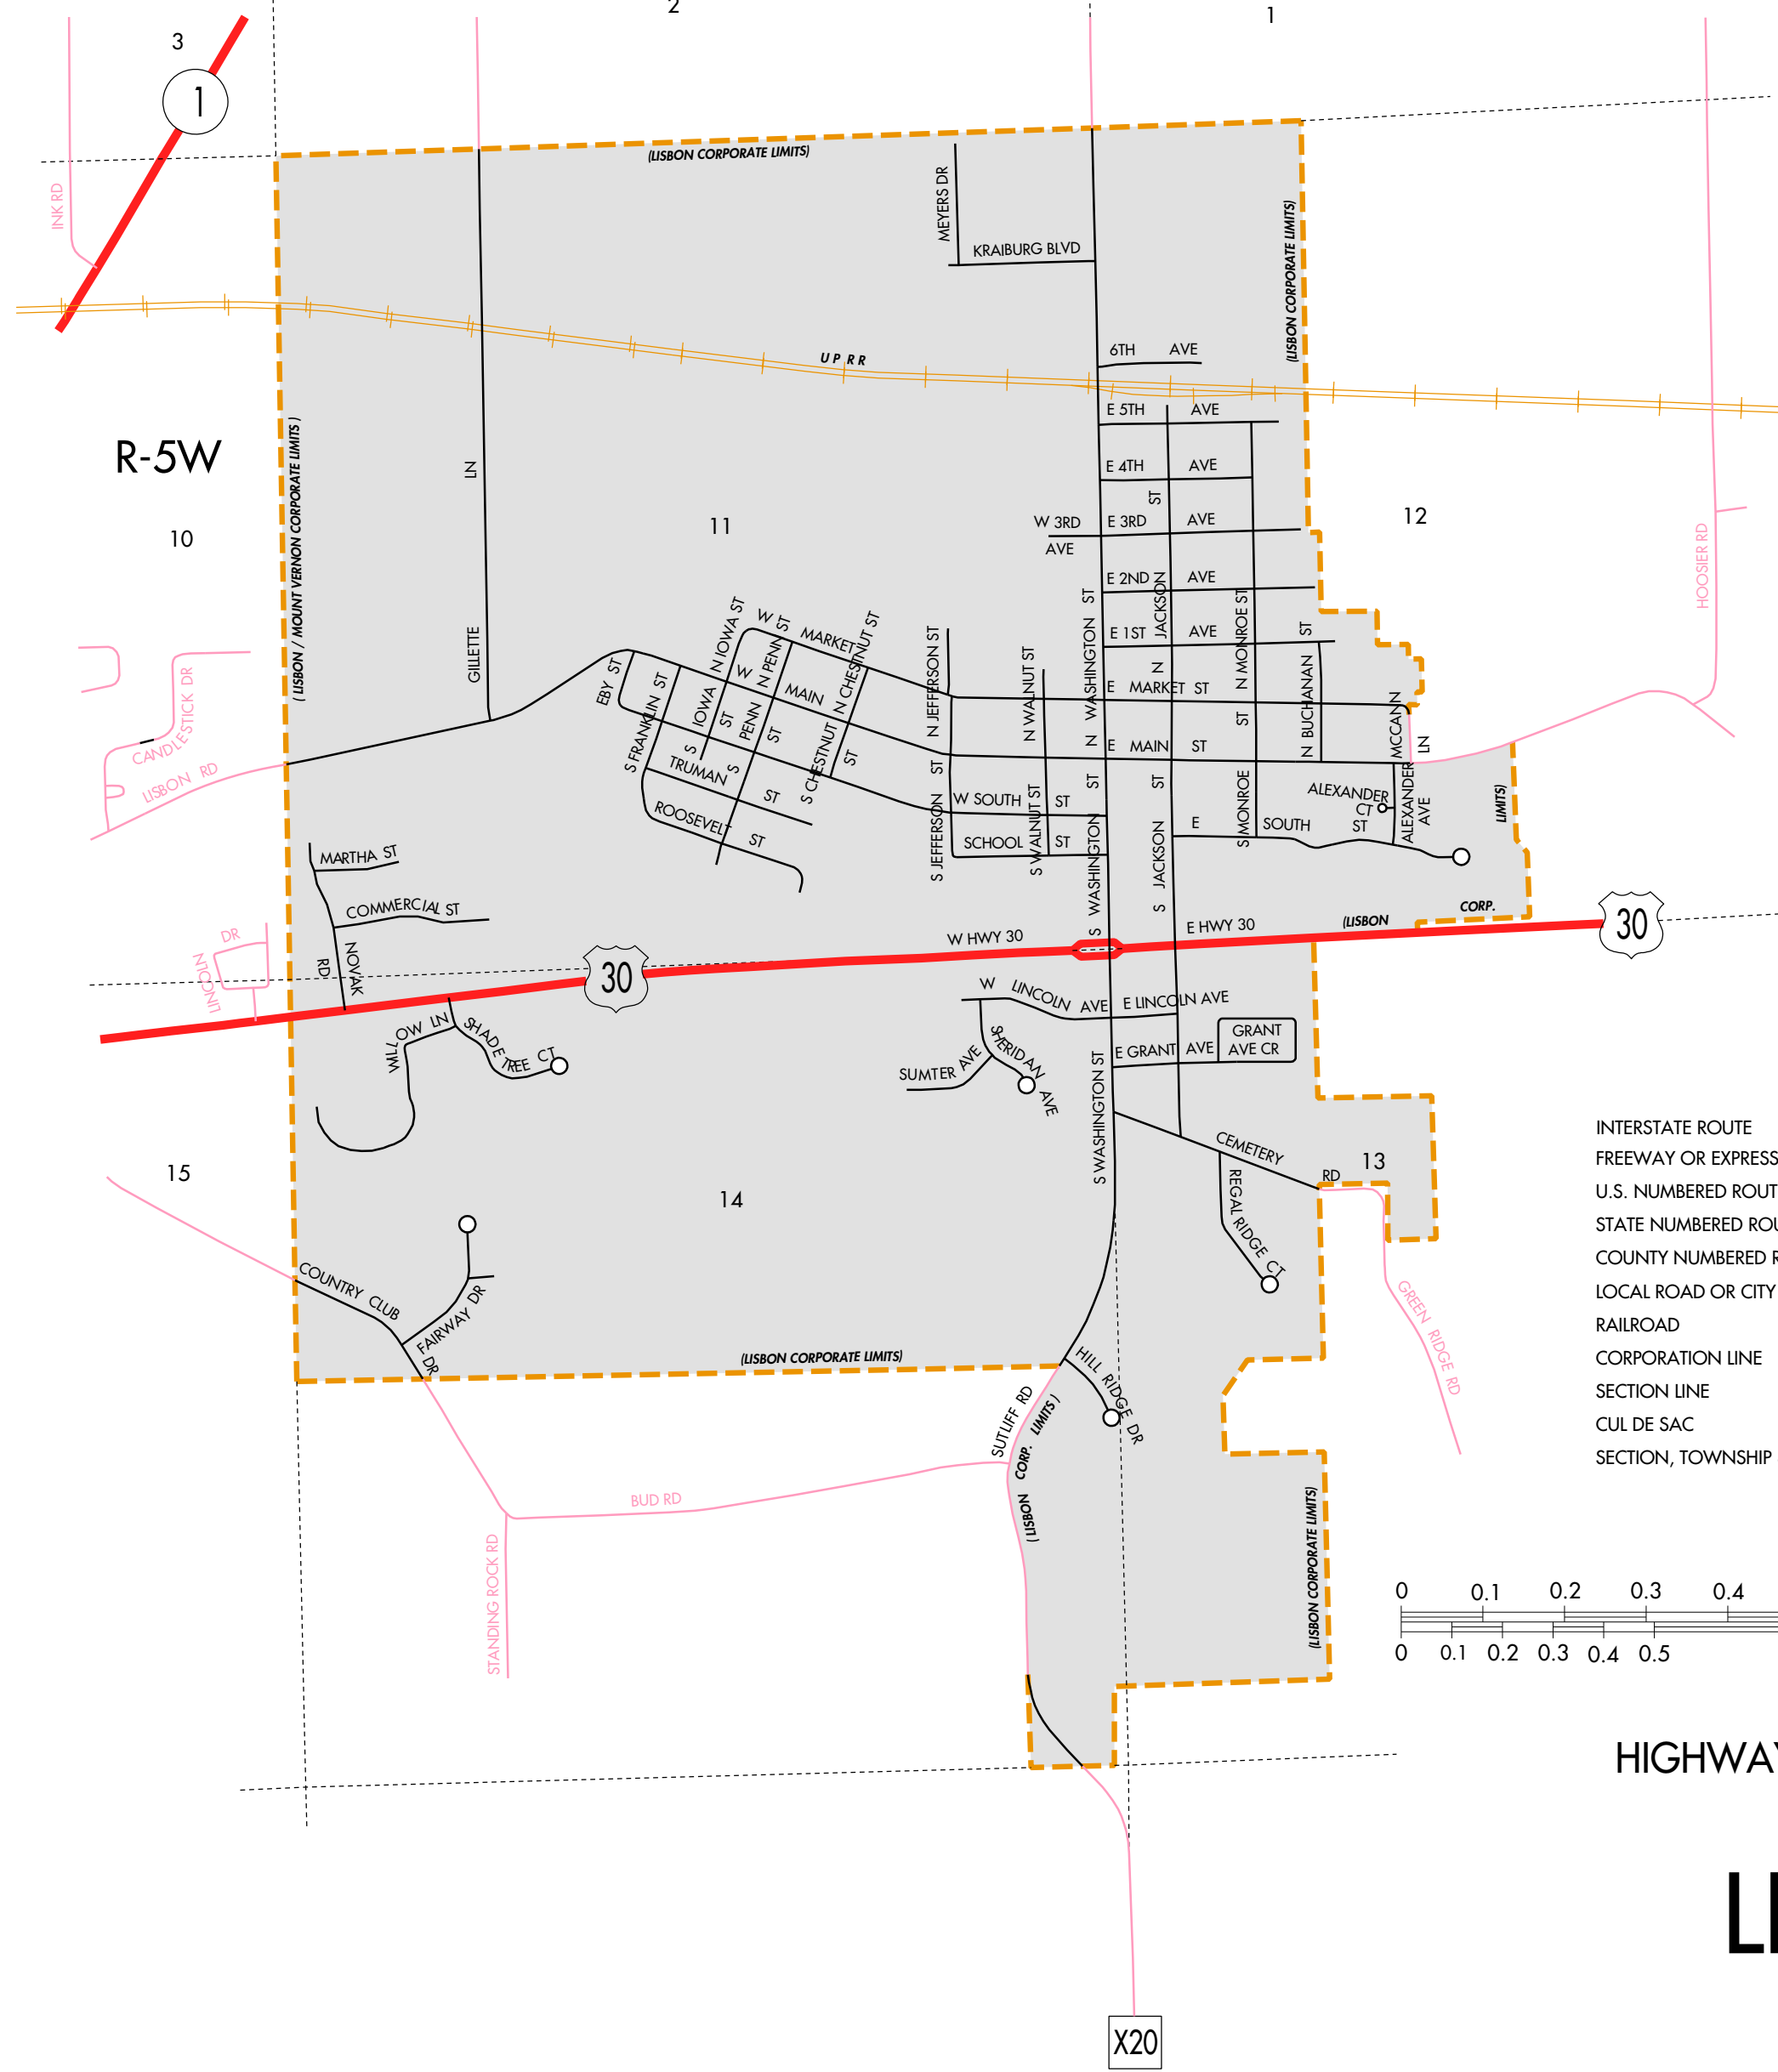 2
1
3
1
(LISBON CORPORATE LIMITS)
INK RD
MEYERS DR
KRAIBURG BLVD
(LISBON CORPORATE LIMITS)
UP RR
6TH AVE
E 5TH AVE
R-5W
(LISBON / MOUNT VERNON CORPORATE LIMITS )
GILLETTE LN
E 4TH AVE
10
11
W 3RD AVE
E 3RD AVE
12
HOOSIER RD
E 2ND AVE
E 1ST AVE
N WASHINGTON ST
N JACKSON ST
N MONROE ST
N BUCHANAN ST
EBY ST
N IOWA ST
N PENN ST
N CHESTNUT ST
W MARKET
W MAIN
N JEFFERSON ST
N WALNUT ST
E MARKET ST
E MAIN ST
MCCANN LN
S FRANKLIN ST
S IOWA ST
S PENN ST
S CHESTNUT ST
TRUMAN ST
ROOSEVELT ST
S JEFFERSON ST
W SOUTH ST
SCHOOL ST
S WALNUT ST
S WASHINGTON ST
S JACKSON ST
S MONROE ST
E SOUTH ST
ALEXANDER CT
ALEXANDER AVE
CANDLESTICK DR
LISBON RD
MARTHA ST
COMMERCIAL ST
NOVAK RD
LINCOLN DR
(LISBON CORP. LIMITS)
W HWY 30
E HWY 30
30
30
WILLOW LN
SHADE TREE CT
W LINCOLN AVE
E LINCOLN AVE
SHERIDAN AVE
SUMTER AVE
E GRANT AVE
GRANT
AVE CR
S WASHINGTON ST
CEMETERY RD
REGAL RIDGE CT
13
14
15
INTERSTATE ROUTE
FREEWAY OR EXPRESS
U.S. NUMBERED ROUT
STATE NUMBERED ROU
COUNTY NUMBERED R
LOCAL ROAD OR CITY
RAILROAD
CORPORATION LINE
SECTION LINE
CUL DE SAC
SECTION, TOWNSHIP
COUNTRY CLUB DR
FAIRWAY DR
(LISBON CORPORATE LIMITS)
HILL RIDGE DR
SUTLIFF RD
(LISBON CORP. LIMITS )
GREEN RIDGE RD
BUD RD
STANDING ROCK RD
(LISBON CORPORATE LIMITS)
0 0.1 0.2 0.3 0.4
0 0.1 0.2 0.3 0.4 0.5
HIGHWAY
X20